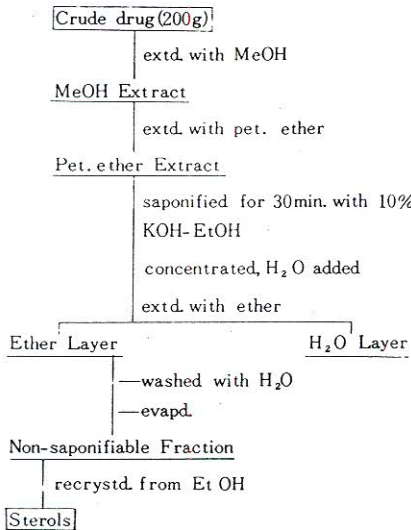 Crude drug(200g)
extd. with MeOH
MeOH Extract
extd. with pet. ether
Pet. ether Extract
saponified for 30min. with 10%
KOH-EtOH
concentrated, H₂O added
extd. with ether
Ether Layer H₂O Layer
washed with H₂O
evapd.
Non-saponifiable Fraction
recrystd. from Et OH
Sterols